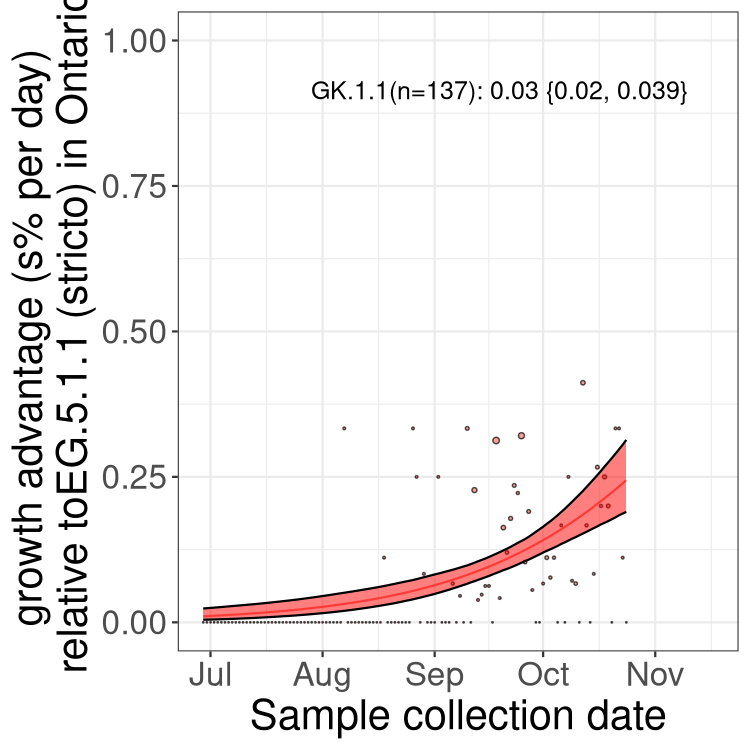 growth advantage (s% per day)
relative toEG.5.1.1 (stricto) in Ontario
1.00
0.75
0.50
0.25
0.00
GK.1.1(n=137): 0.03 {0.02, 0.039}
Jul Aug Sep Oct Nov
Sample collection date